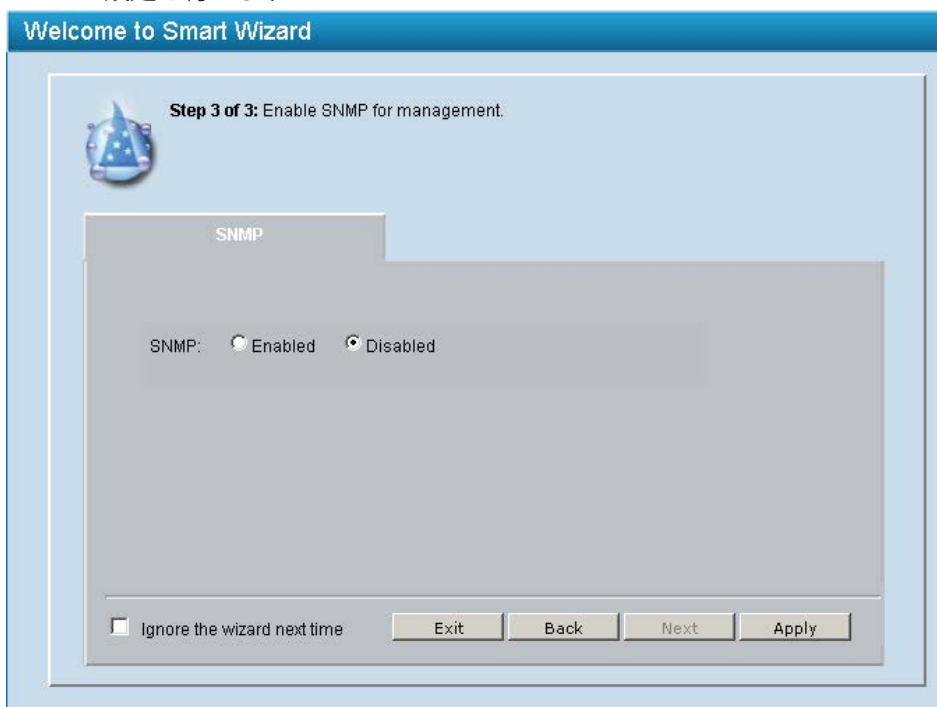 Welcome to Smart Wizard
Step 3 of 3: Enable SNMP for management.
SNMP
SNMP: Enabled Disabled
Ignore the wizard next time Exit Back Next Apply